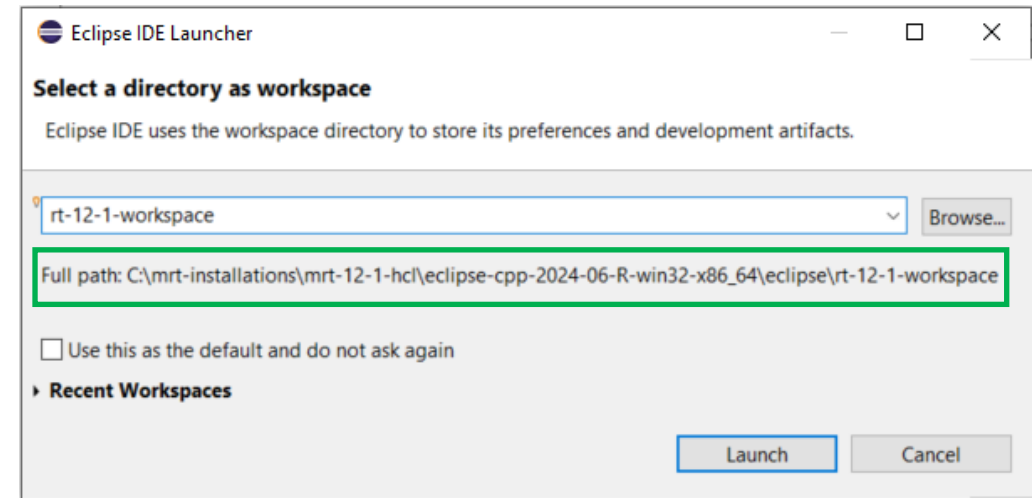 Eclipse IDE Launcher
Select a directory as workspace
Eclipse IDE uses the workspace directory to store its preferences and development artifacts.
rt-12-1-workspace
Browse...
Full path: C:\mrt-installations\mrt-12-1-hcl\eclipse-cpp-2024-06-R-win32-x86_64\eclipse\rt-12-1-workspace
Use this as the default and do not ask again
Recent Workspaces
Launch
Cancel